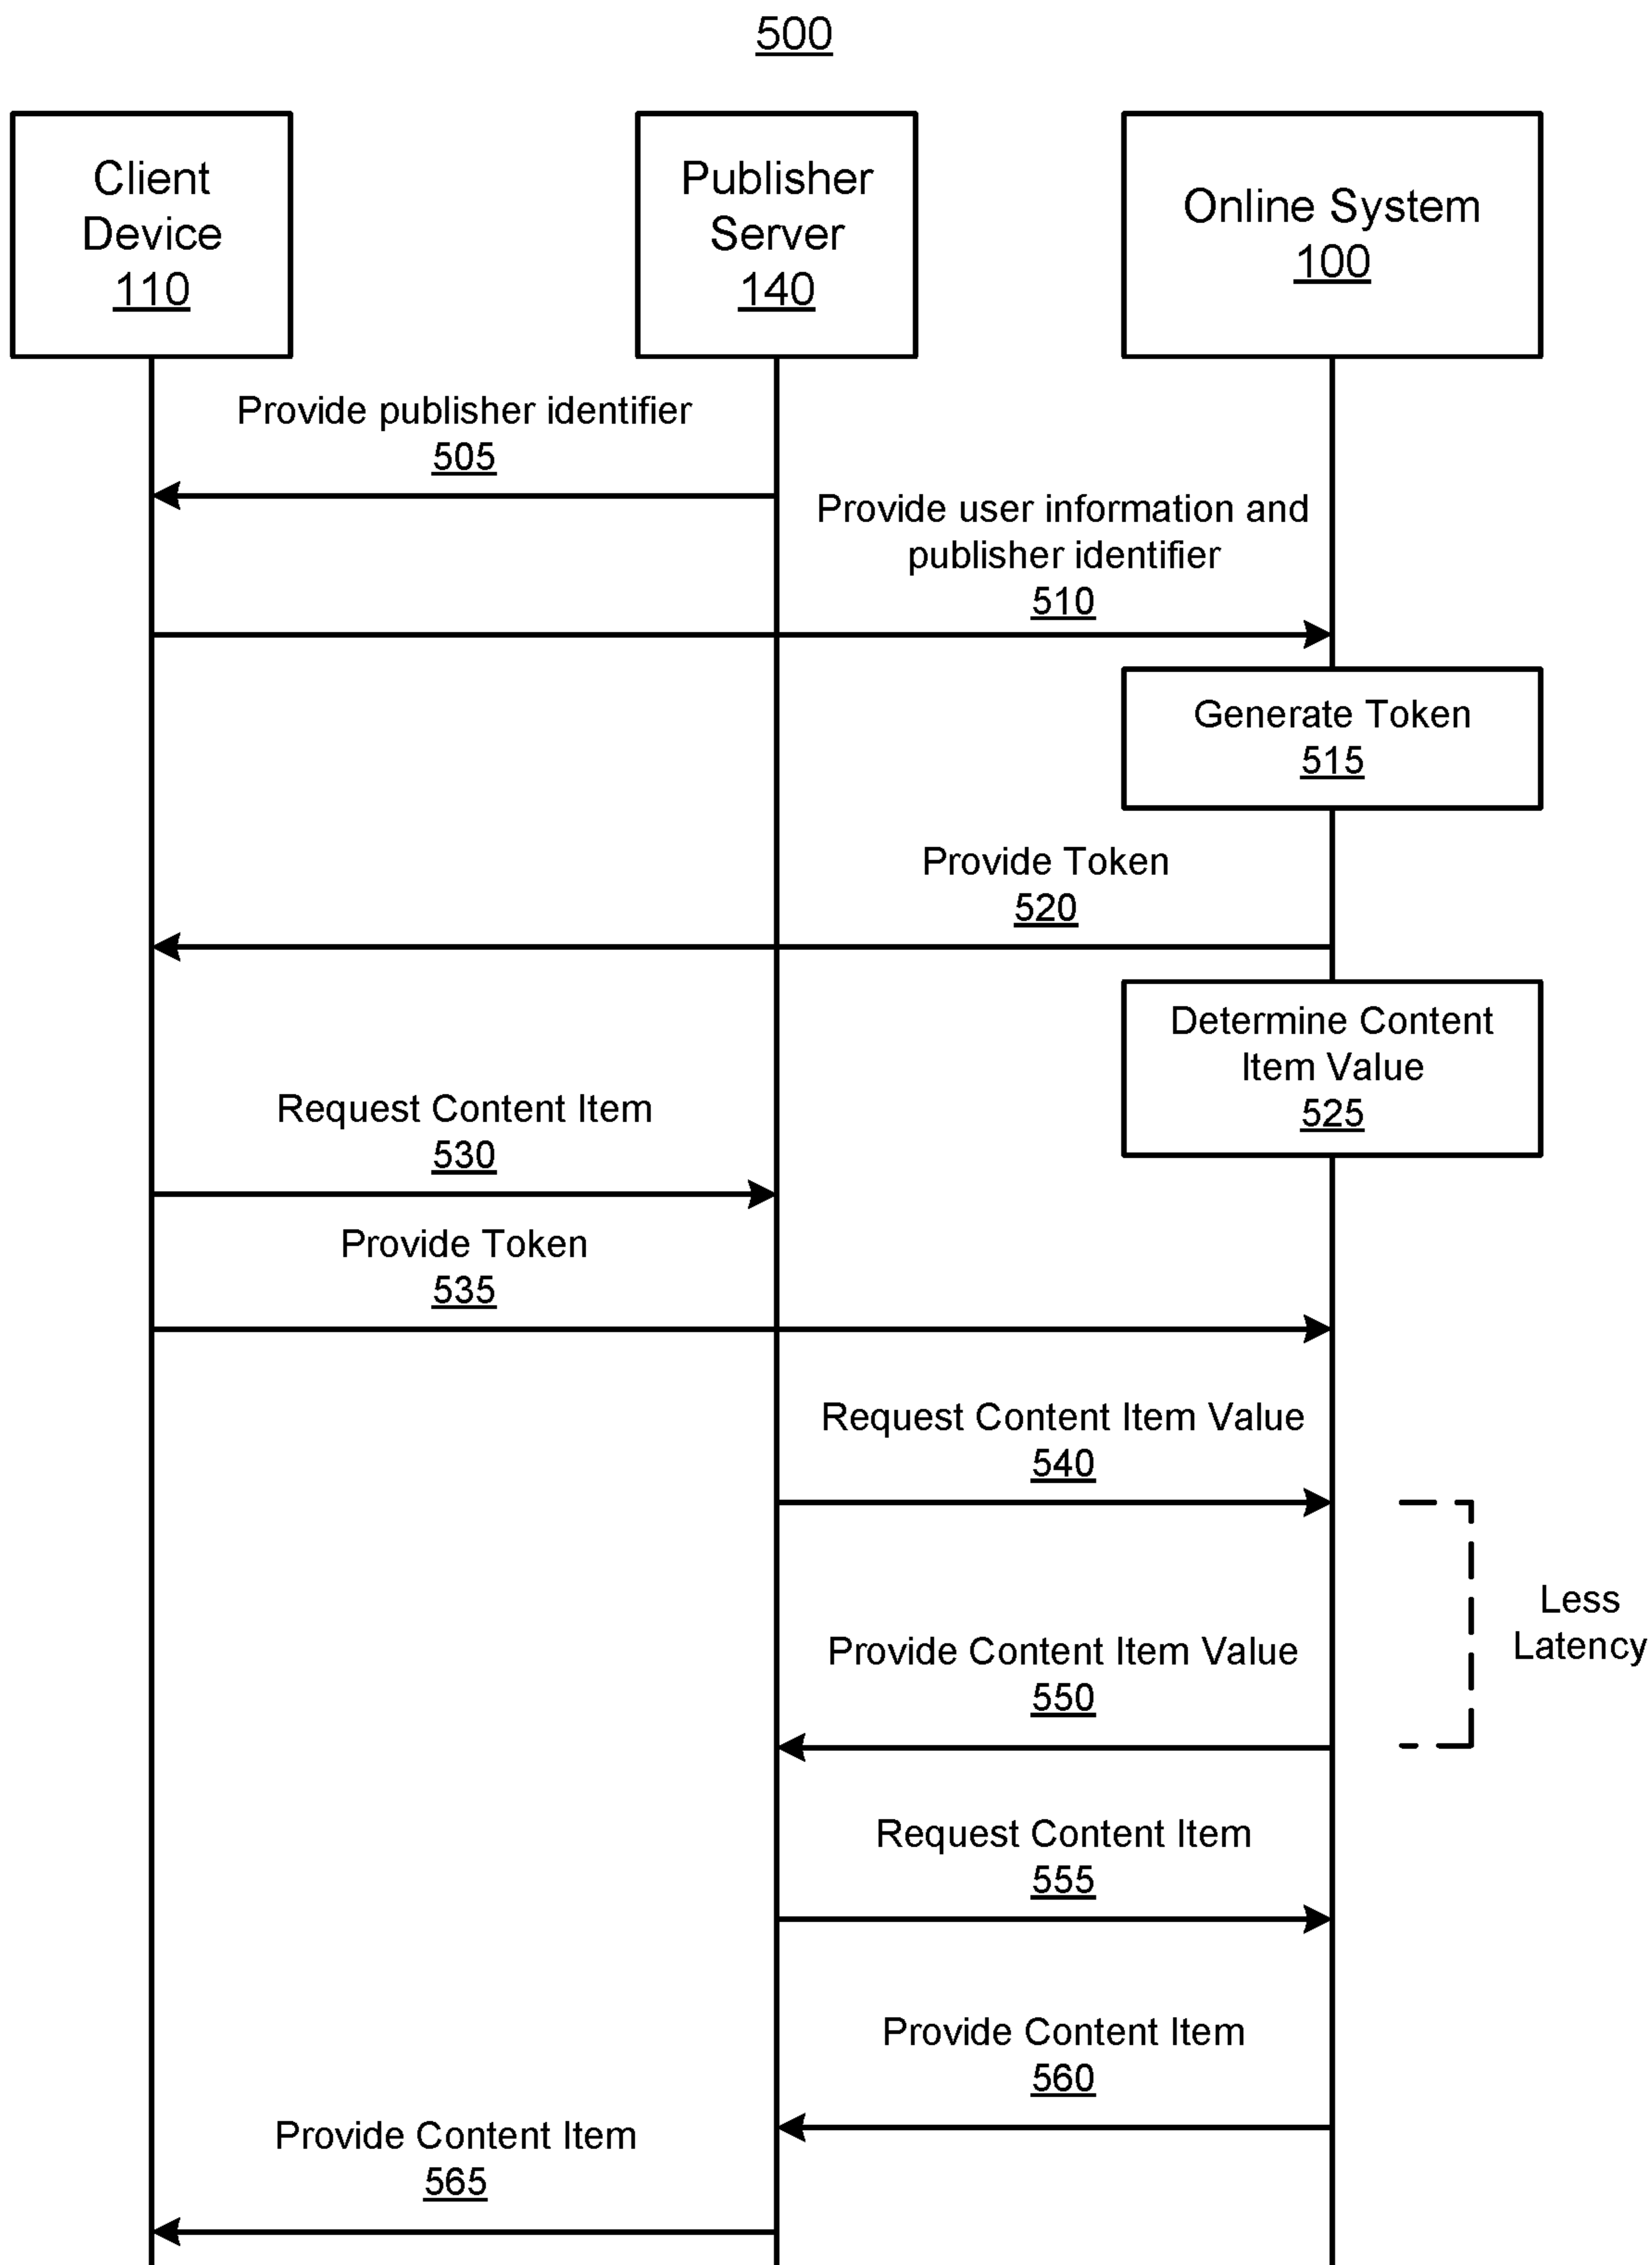 500
Client
Device
110
Publisher
Server
140
Online System
100
Provide publisher identifier
505
Provide user information and
publisher identifier
510
Generate Token
515
Provide Token
520
Determine Content
Item Value
525
Request Content Item
530
Provide Token
535
Request Content Item Value
540
Less
Latency
Provide Content Item Value
550
Request Content Item
555
Provide Content Item
560
Provide Content Item
565